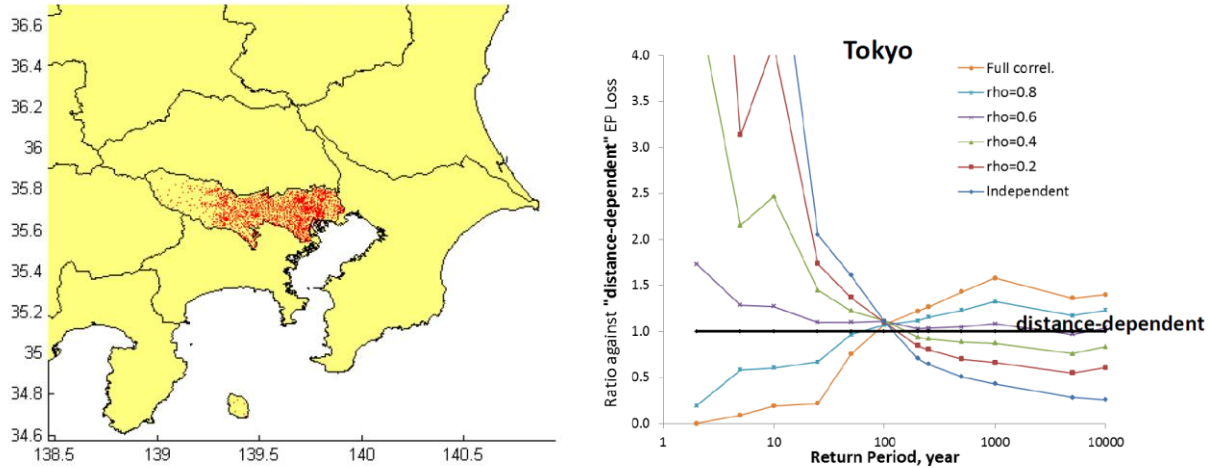 36.6
36.4
36.2
36
35.8
35.6
35.4
35.2
35
34.8
34.6
138.5 139 139.5 140 140.5
Tokyo
Ratio against "distance-dependent" EP Loss
4.0
3.5
3.0
2.5
2.0
1.5
1.0
0.5
0.0
Full correl.
rho=0.8
rho=0.6
rho=0.4
rho=0.2
Independent
distance-dependent
1 10 100 1000 10000
Return Period, year